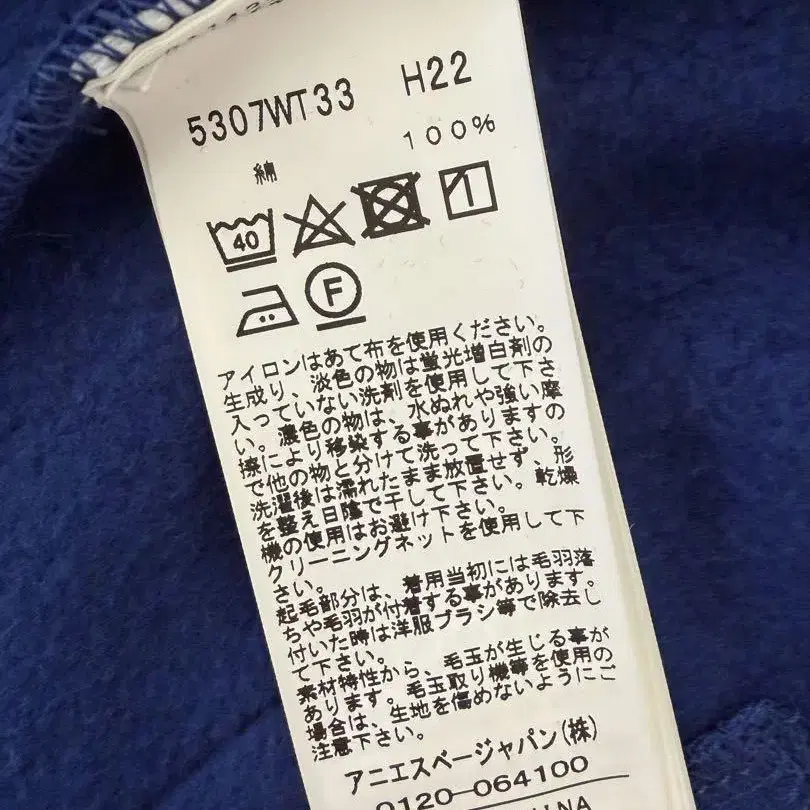 5307WT33 H22
綿 100%
40
F
アイロンはあて布を使用ください。
生成り、淡色の物は蛍光増白剤の
入っていない洗剤を使用して下さ
い。濃色の物は、水ぬれや強い摩
擦により移染する事がありますの
で他の物と分けて洗って下さい。
洗濯後は濡れたまま放置せず、形
を整え日陰で干して下さい。乾燥
機の使用はお避け下さい。
クリーニングネットを使用して下
さい。
起毛部分は、着用当初には毛羽落
ちや毛羽が付着する事があります。
付いた時は洋服ブラシ等で除去し
て下さい。
素材特性から、毛玉が生じる事が
あります。毛玉取り機等を使用の
場合は、生地を傷めないようにご
注意下さい。
アニエスベージャパン(株)
0120-064100